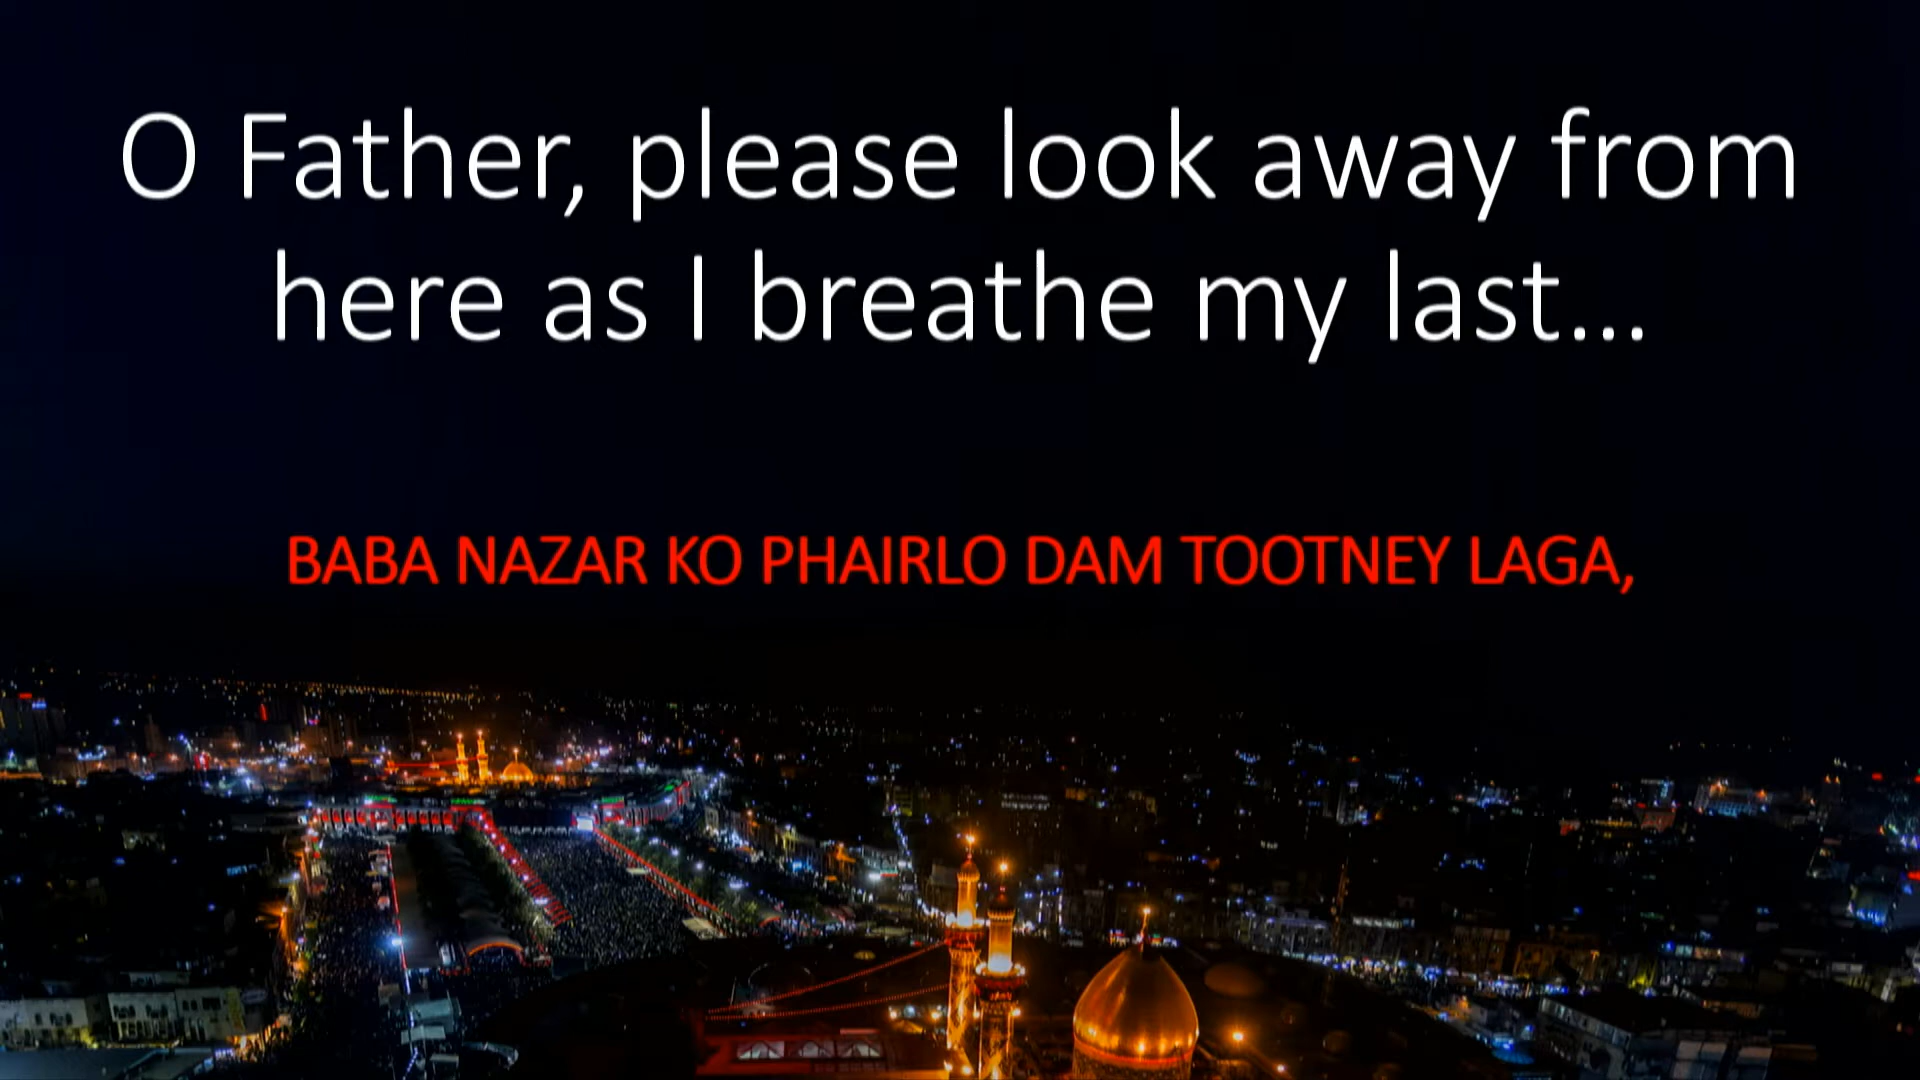 O Father, please look away from
here as I breathe my last...
BABA NAZAR KO PHAIRLO DAM TOOTNEY LAGA,